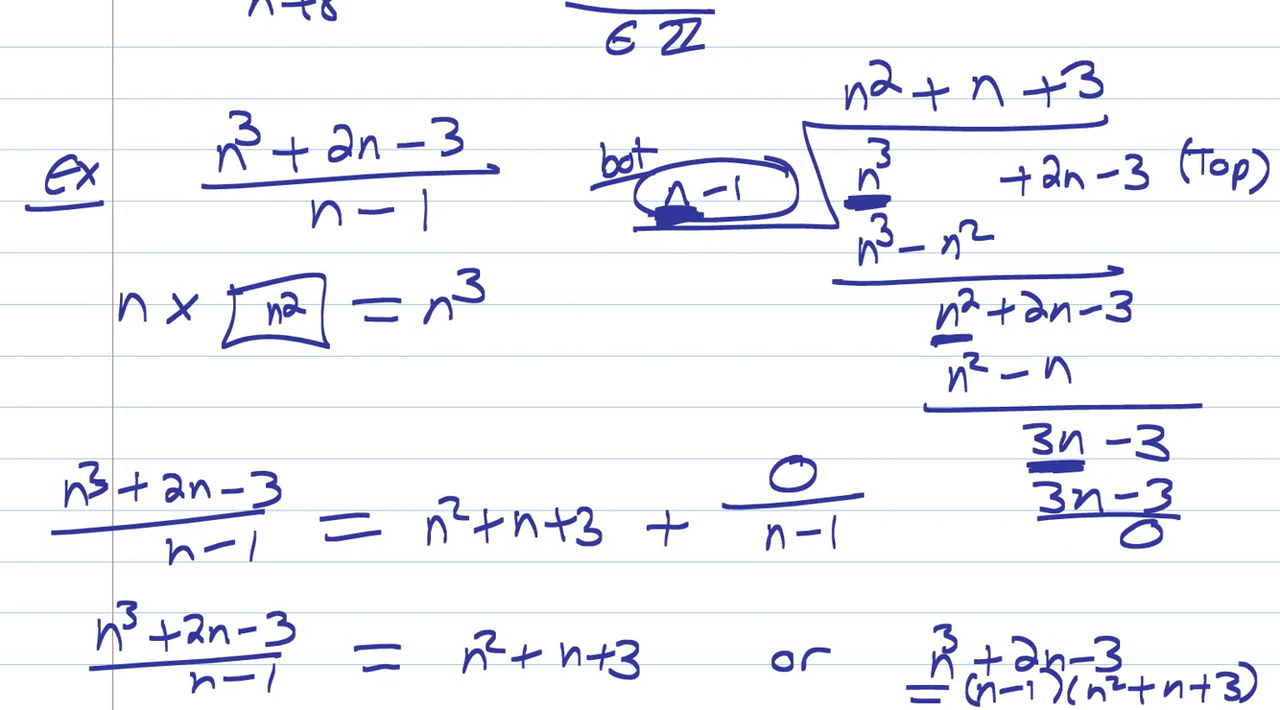 ∈ ℤ
n² + n + 3
ex n³ + 2n − 3 / n − 1
bot n − 1 n³ + 2n − 3 (Top)
n³ − n²
n × n² = n³
n² + 2n − 3
n² − n
3n − 3
3n − 3
0
n³ + 2n − 3 / n − 1 = n² + n + 3 + 0 / n − 1
n³ + 2n − 3 / n − 1 = n² + n + 3 or n³ + 2n − 3
= (n − 1)(n² + n + 3)